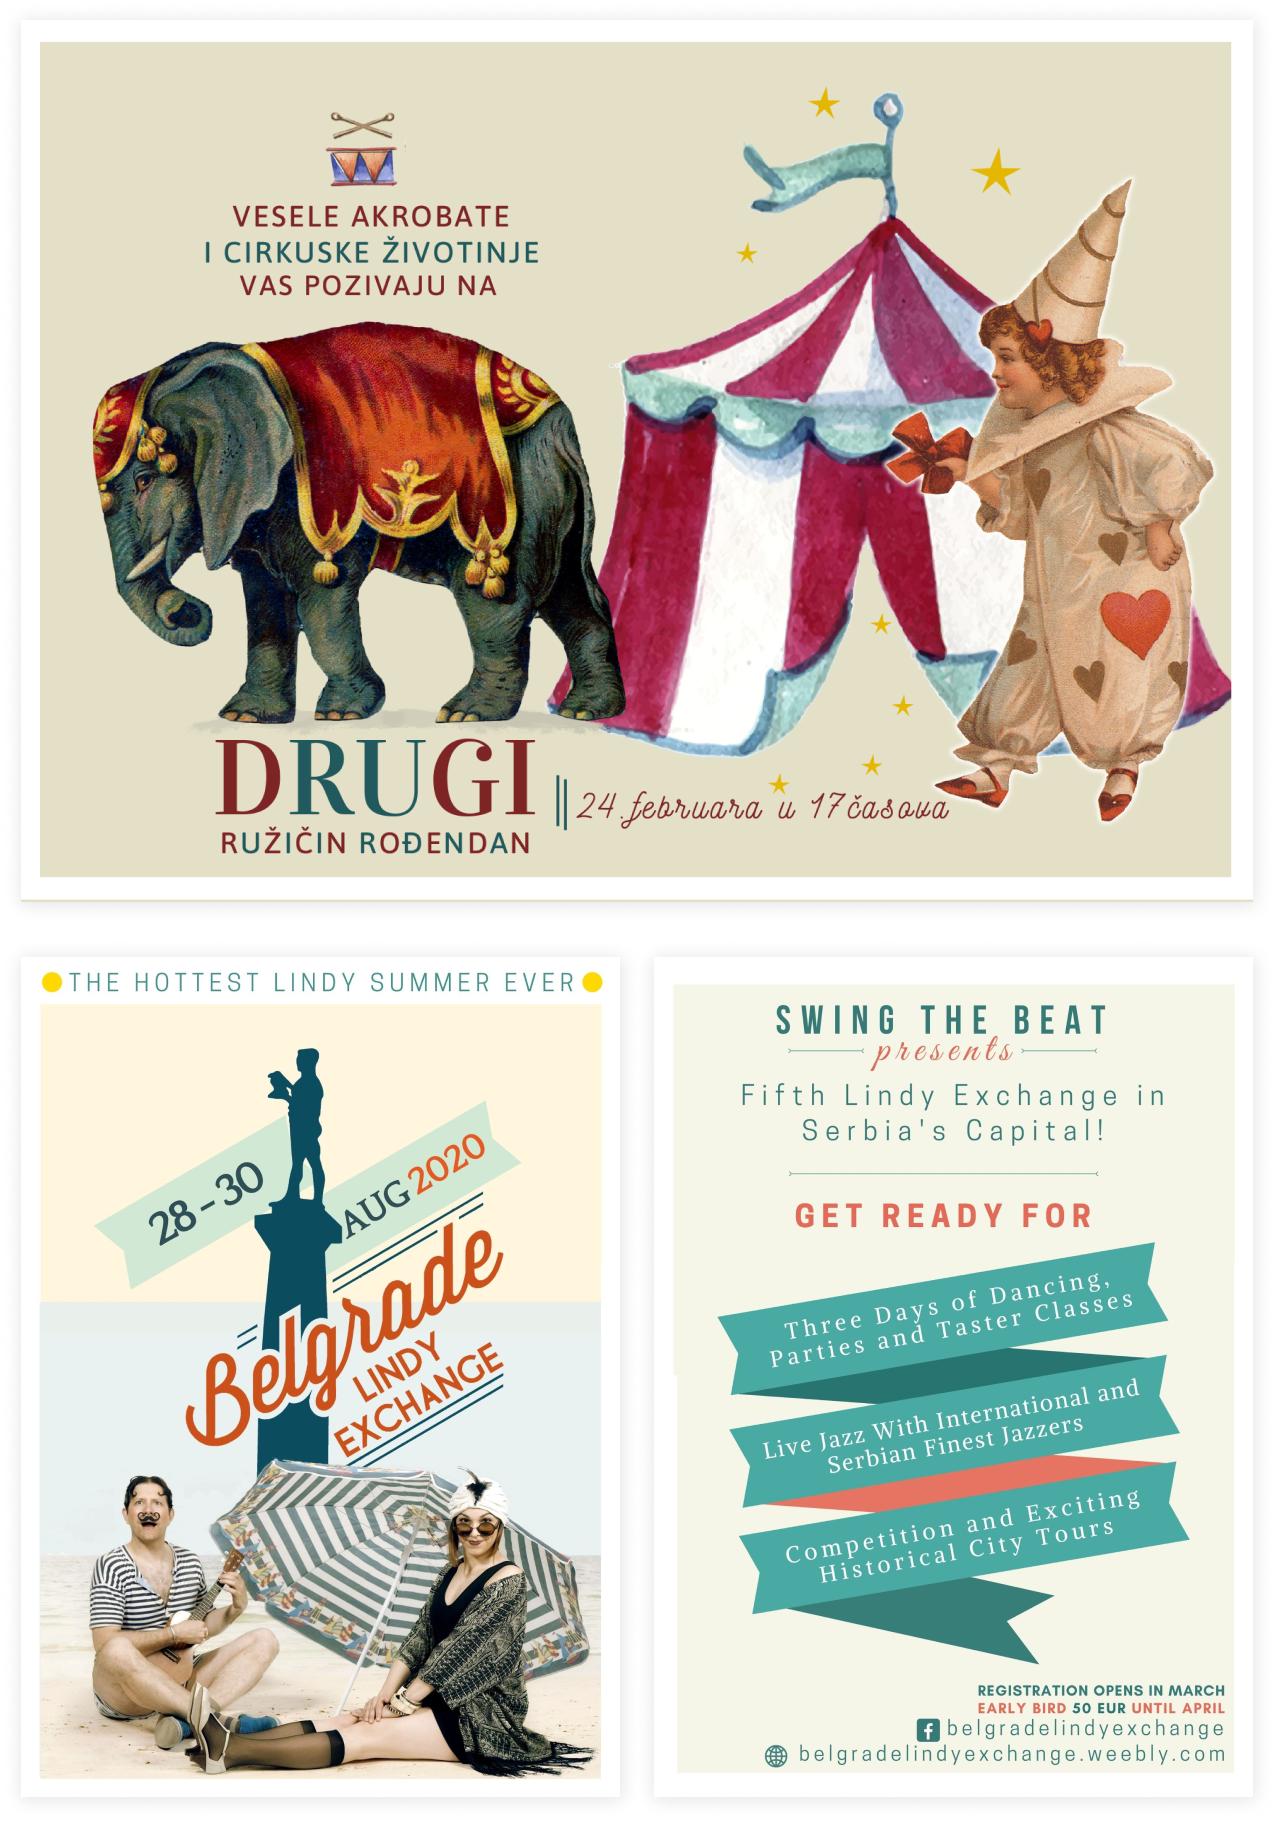 VESELE AKROBATE
I CIRKUSKE ŽIVOTINJE
VAS POZIVAJU NA
DRUGI
RUŽIČIN ROĐENDAN
24.februara u 17časova
THE HOTTEST LINDY SUMMER EVER
28-30
AUG 2020
Belgrade
LINDY
EXCHANGE
SWING THE BEAT
presents
Fifth Lindy Exchange in
Serbia's Capital!
GET READY FOR
Three Days of Dancing,
Parties and Taster Classes
Live Jazz With International and
Serbian Finest Jazzers
Competition and Exciting
Historical City Tours
REGISTRATION OPENS IN MARCH
EARLY BIRD 50 EUR UNTIL APRIL
belgradelindyexchange
belgradelindyexchange.weebly.com